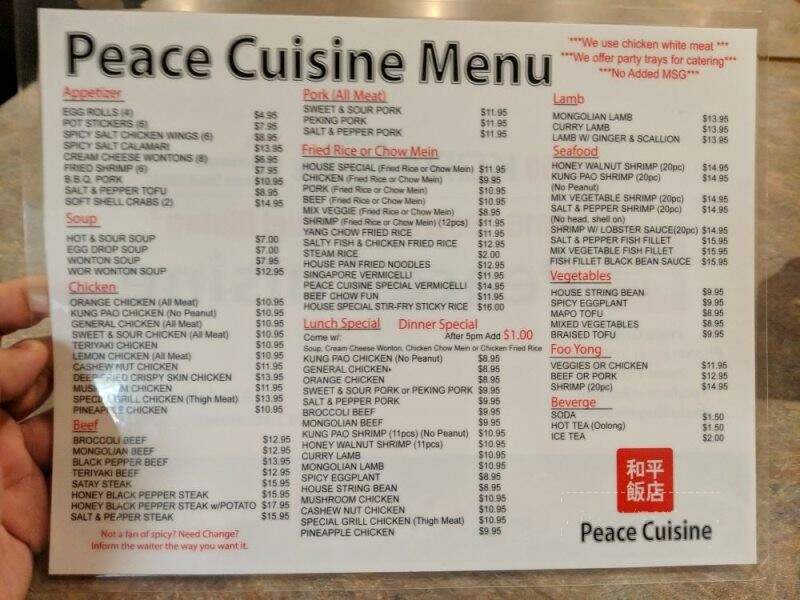 Peace Cuisine Menu
***We use chicken white meat ***
***We offer party trays for catering***
***No Added MSG***
Appetizer
EGG ROLLS (4) $4.95
POT STICKERS (6) $7.95
SPICY SALT CHICKEN WINGS (6) $8.95
SPICY SALT CALAMARI $13.95
CREAM CHEESE WONTONS (8) $6.95
FRIED SHRIMP (6) $7.95
B.B.Q. PORK $10.95
SALT & PEPPER TOFU $8.95
SOFT SHELL CRABS (2) $14.95
Soup
HOT & SOUR SOUP $7.00
EGG DROP SOUP $7.00
WONTON SOUP $7.95
WOR WONTON SOUP $12.95
Chicken
ORANGE CHICKEN (All Meat) $10.95
KUNG PAO CHICKEN (No Peanut) $10.95
GENERAL CHICKEN (All Meat) $10.95
SWEET & SOUR CHICKEN (All Meat) $10.95
TERIYAKI CHICKEN $10.95
LEMON CHICKEN (All Meat) $10.95
CASHEW NUT CHICKEN $11.95
DEEP FRIED CRISPY SKIN CHICKEN $13.95
MUSHROOM CHICKEN $11.95
SPECIAL GRILL CHICKEN (Thigh Meat) $13.95
PINEAPPLE CHICKEN $10.95
Beef
BROCCOLI BEEF $12.95
MONGOLIAN BEEF $12.95
BLACK PEPPER BEEF $13.95
TERIYAKI BEEF $12.95
SATAY STEAK $15.95
HONEY BLACK PEPPER STEAK $15.95
HONEY BLACK PEPPER STEAK w/POTATO $17.95
SALT & PEPPER STEAK $15.95
Not a fan of spicy? Need Change?
Inform the waiter the way you want it.
Pork (All Meat)
SWEET & SOUR PORK $11.95
PEKING PORK $11.95
SALT & PEPPER PORK $11.95
Fried Rice or Chow Mein
HOUSE SPECIAL (Fried Rice or Chow Mein) $11.95
CHICKEN (Fried Rice or Chow Mein) $9.95
PORK (Fried Rice or Chow Mein) $10.95
BEEF (Fried Rice or Chow Mein) $10.95
MIX VEGGIE (Fried Rice or Chow Mein) $8.95
SHRIMP (Fried Rice or Chow Mein) (12pcs) $11.95
YANG CHOW FRIED RICE $11.95
SALTY FISH & CHICKEN FRIED RICE $12.95
STEAM RICE $2.00
HOUSE PAN FRIED NOODLES $12.95
SINGAPORE VERMICELLI $11.95
PEACE CUISINE SPECIAL VERMICELLI $14.95
BEEF CHOW FUN $11.95
HOUSE SPECIAL STIR-FRY STICKY RICE $16.00
Lunch Special Dinner Special
Come w/: After 5pm Add $1.00
Soup, Cream Cheese Wonton, Chicken Chow Mein or Chicken Fried Rice
KUNG PAO CHICKEN (No Peanut) $8.95
GENERAL CHICKEN $8.95
ORANGE CHICKEN $8.95
SWEET & SOUR PORK or PEKING PORK $9.95
SALT & PEPPER PORK $9.95
BROCCOLI BEEF $9.95
MONGOLIAN BEEF $9.95
KUNG PAO SHRIMP (11pcs) (No Peanut) $10.95
HONEY WALNUT SHRIMP (11pcs) $10.95
CURRY LAMB $10.95
MONGOLIAN LAMB $10.95
SPICY EGGPLANT $8.95
HOUSE STRING BEAN $8.95
MUSHROOM CHICKEN $10.95
CASHEW NUT CHICKEN $10.95
SPECIAL GRILL CHICKEN (Thigh Meat) $10.95
PINEAPPLE CHICKEN $9.95
Lamb
MONGOLIAN LAMB $13.95
CURRY LAMB $13.95
LAMB W/ GINGER & SCALLION $13.95
Seafood
HONEY WALNUT SHRIMP (20pc) $14.95
KUNG PAO SHRIMP (20pc) $14.95
(No Peanut)
MIX VEGETABLE SHRIMP (20pc) $14.95
SALT & PEPPER SHRIMP (20pc) $14.95
(No head, shell on)
SHRIMP W/ LOBSTER SAUCE(20pc) $14.95
SALT & PEPPER FISH FILLET $15.95
MIX VEGETABLE FISH FILLET $15.95
FISH FILLET BLACK BEAN SAUCE $15.95
Vegetables
HOUSE STRING BEAN $9.95
SPICY EGGPLANT $9.95
MAPO TOFU $8.95
MIXED VEGETABLES $8.95
BRAISED TOFU $9.95
Foo Yong
VEGGIES OR CHICKEN $11.95
BEEF OR PORK $12.95
SHRIMP (20pc) $14.95
Beverge
SODA $1.50
HOT TEA (Oolong) $1.50
ICE TEA $2.00
和平
飯店
Peace Cuisine